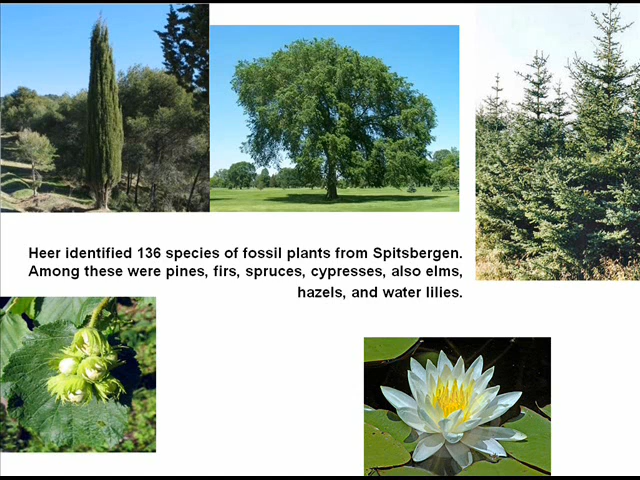 Heer identified 136 species of fossil plants from Spitsbergen.
Among these were pines, firs, spruces, cypresses, also elms,
hazels, and water lilies.